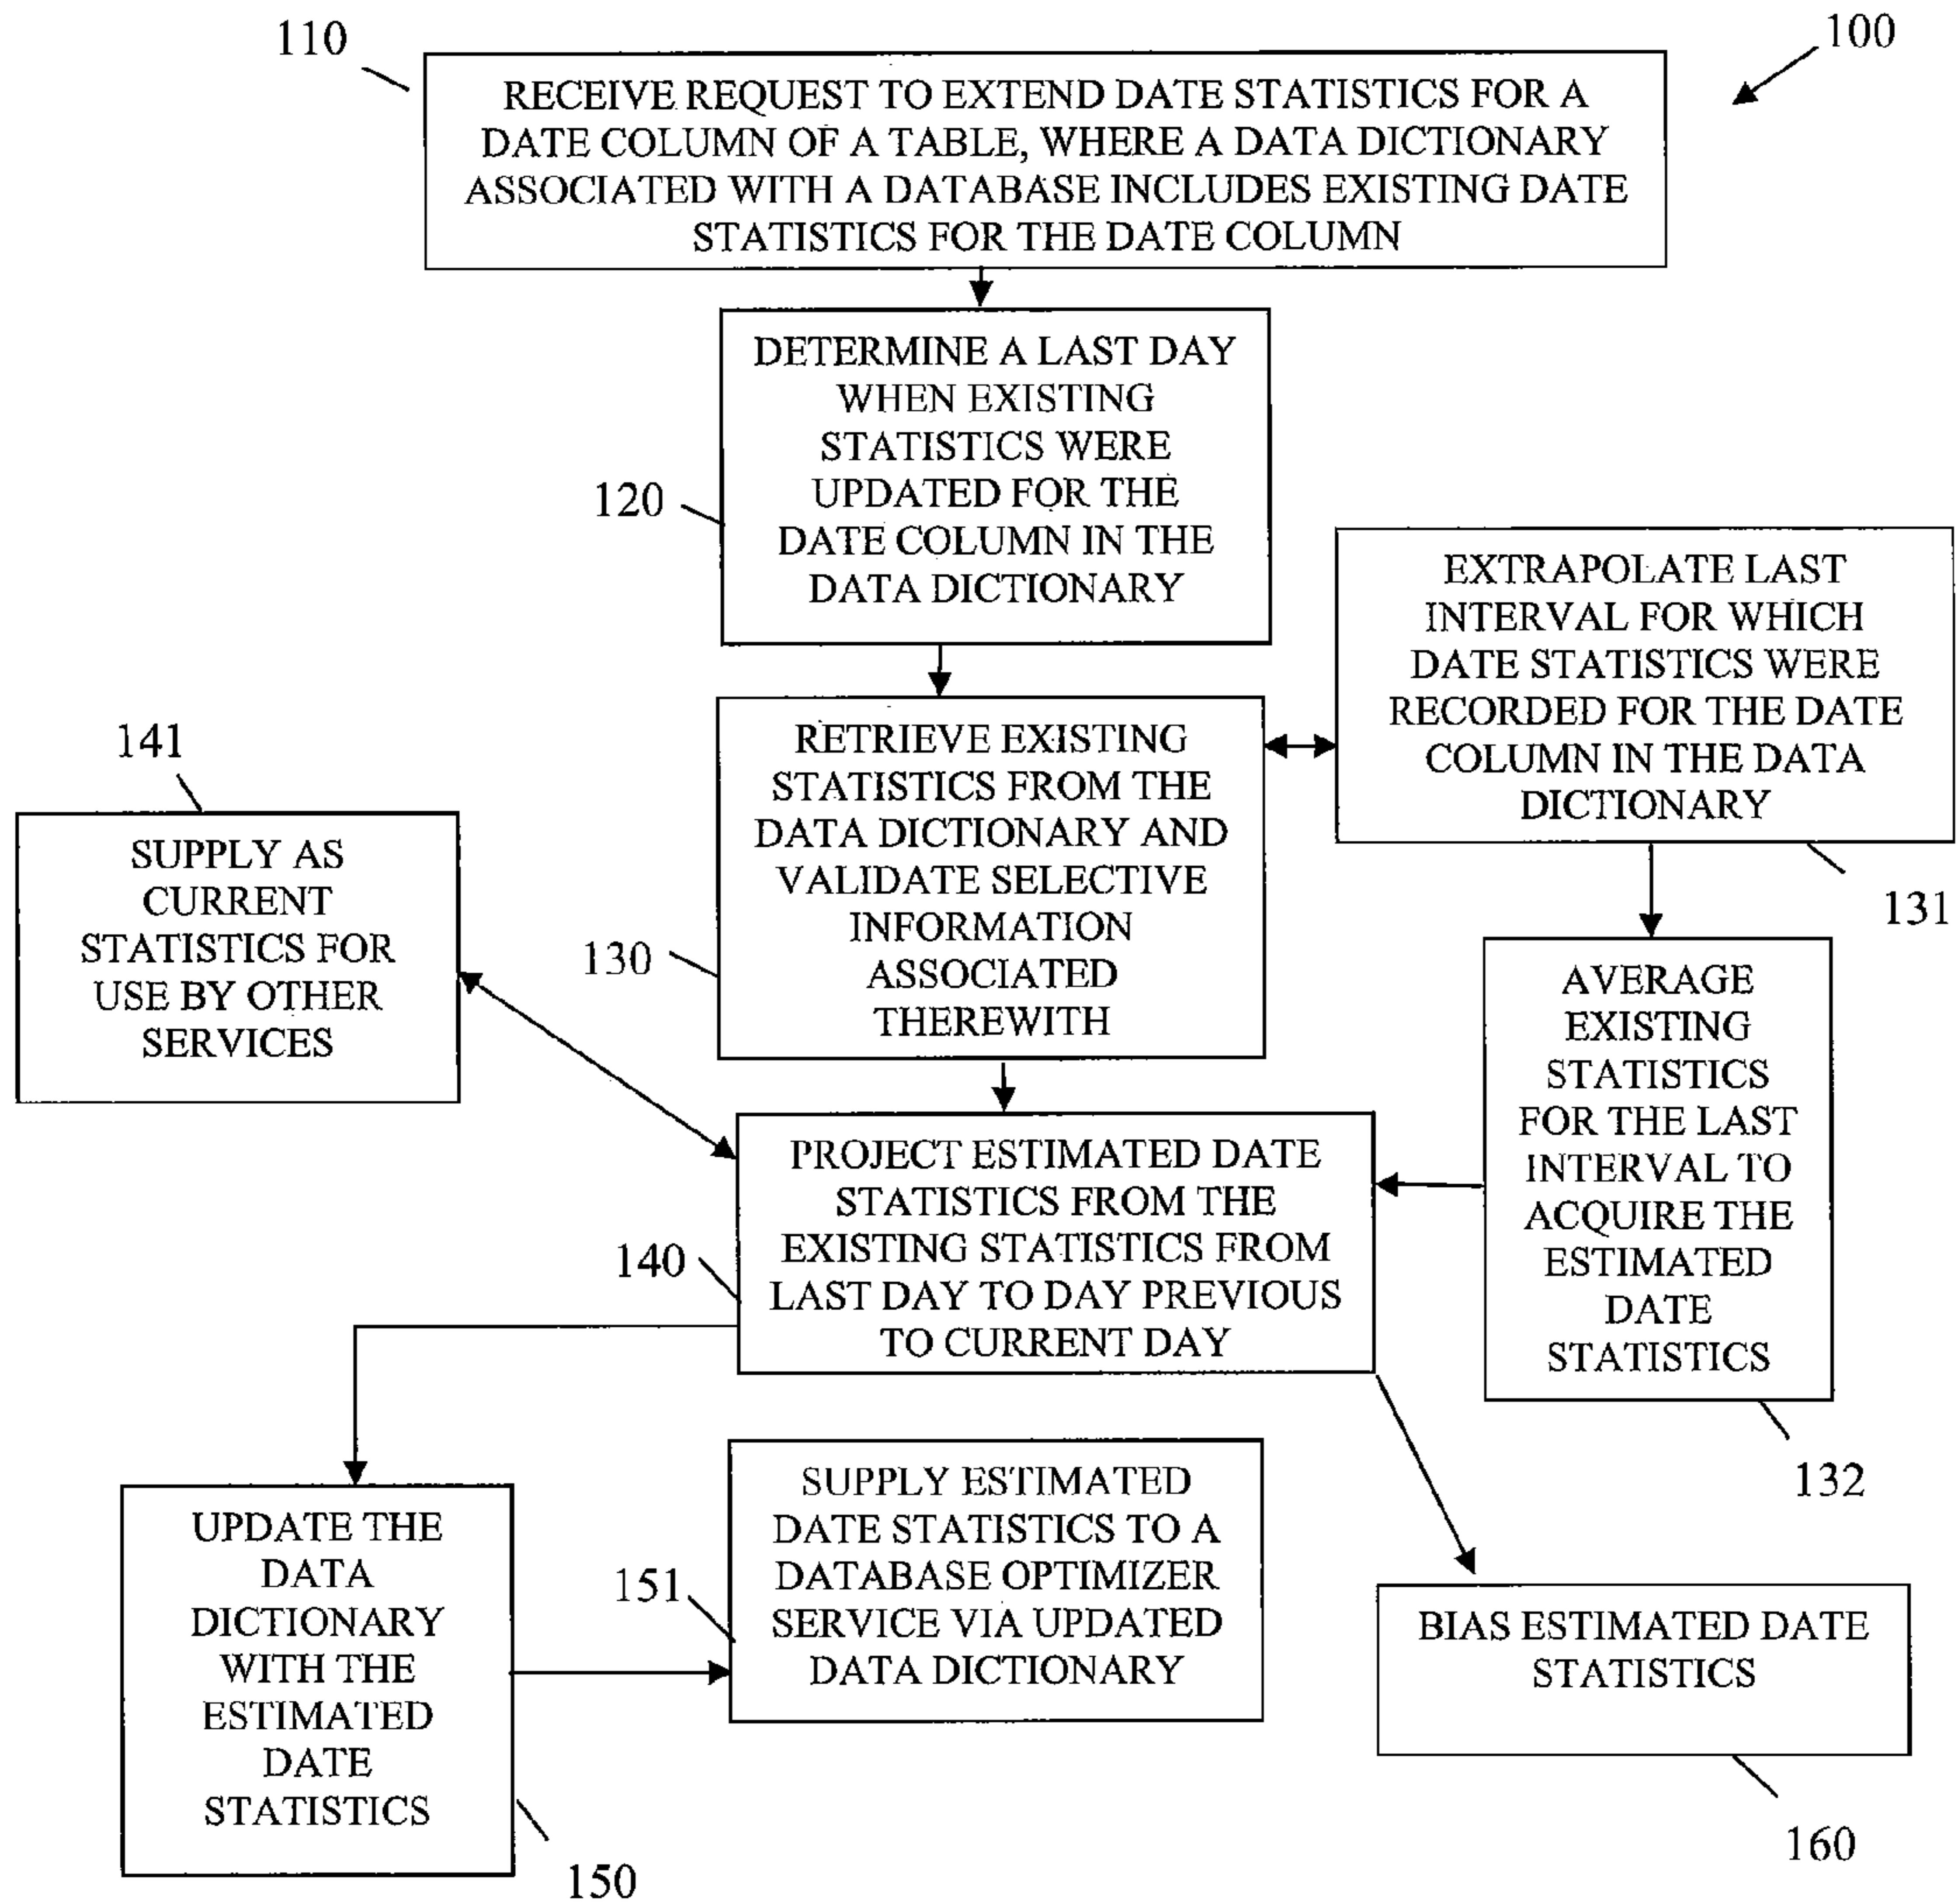 110
100
RECEIVE REQUEST TO EXTEND DATE STATISTICS FOR A
DATE COLUMN OF A TABLE, WHERE A DATA DICTIONARY
ASSOCIATED WITH A DATABASE INCLUDES EXISTING DATE
STATISTICS FOR THE DATE COLUMN
120
DETERMINE A LAST DAY
WHEN EXISTING
STATISTICS WERE
UPDATED FOR THE
DATE COLUMN IN THE
DATA DICTIONARY
EXTRAPOLATE LAST
INTERVAL FOR WHICH
DATE STATISTICS WERE
RECORDED FOR THE DATE
COLUMN IN THE DATA
DICTIONARY
131
130
RETRIEVE EXISTING
STATISTICS FROM THE
DATA DICTIONARY AND
VALIDATE SELECTIVE
INFORMATION
ASSOCIATED
THEREWITH
141
SUPPLY AS
CURRENT
STATISTICS FOR
USE BY OTHER
SERVICES
AVERAGE
EXISTING
STATISTICS
FOR THE LAST
INTERVAL TO
ACQUIRE THE
ESTIMATED
DATE
STATISTICS
132
140
PROJECT ESTIMATED DATE
STATISTICS FROM THE
EXISTING STATISTICS FROM
LAST DAY TO DAY PREVIOUS
TO CURRENT DAY
UPDATE THE
DATA
DICTIONARY
WITH THE
ESTIMATED
DATE
STATISTICS
150
151
SUPPLY ESTIMATED
DATE STATISTICS TO A
DATABASE OPTIMIZER
SERVICE VIA UPDATED
DATA DICTIONARY
BIAS ESTIMATED DATE
STATISTICS
160